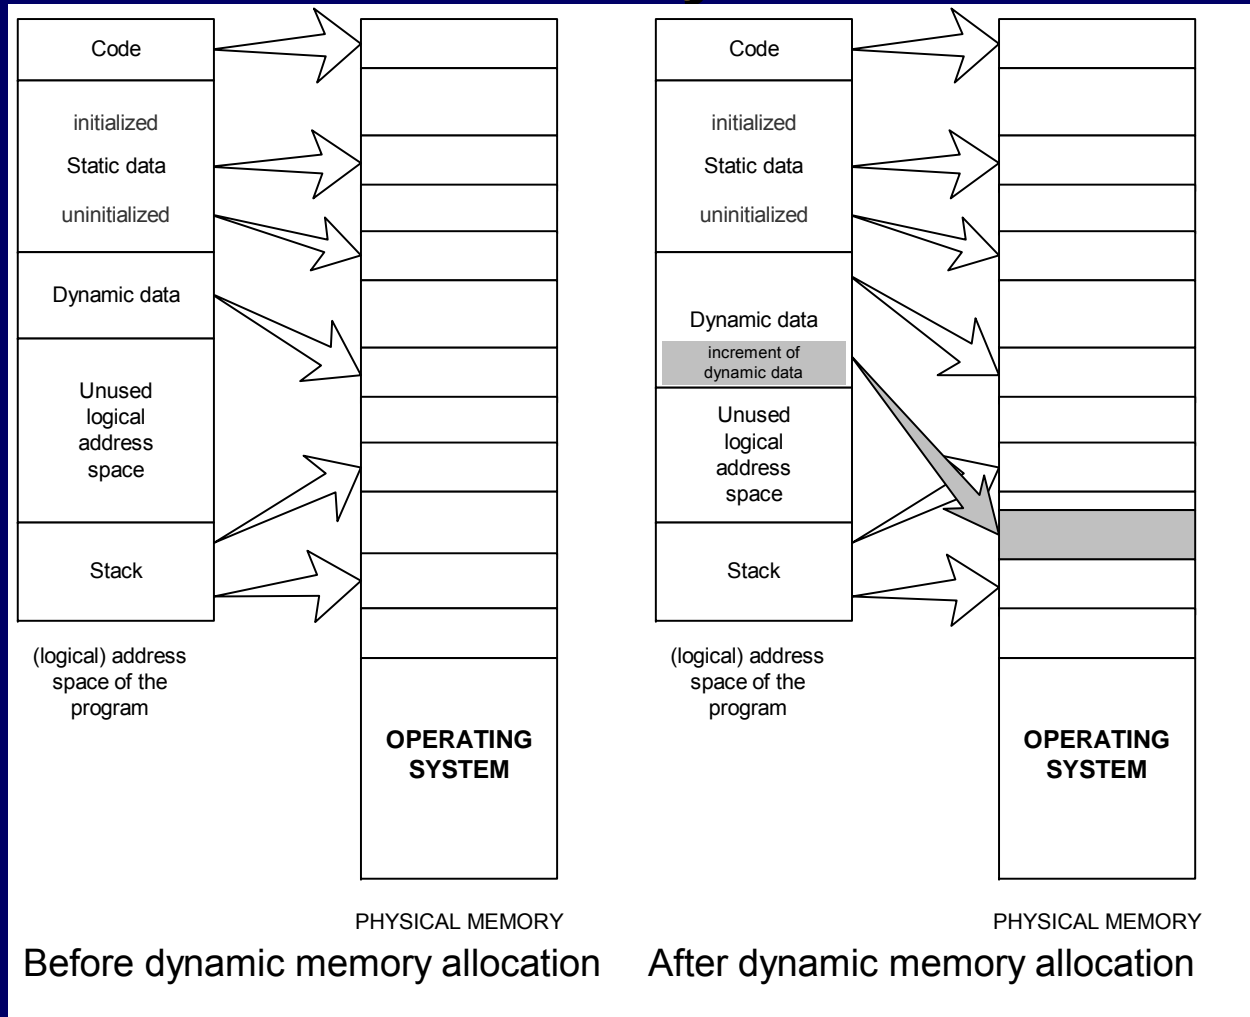 Code
initialized
Static data
uninitialized
Dynamic data
Unused
logical
address
space
Stack
(logical) address
space of the
program
OPERATING
SYSTEM
PHYSICAL MEMORY
Before dynamic memory allocation
Code
initialized
Static data
uninitialized
Dynamic data
increment of
dynamic data
Unused
logical
address
space
Stack
(logical) address
space of the
program
OPERATING
SYSTEM
PHYSICAL MEMORY
After dynamic memory allocation